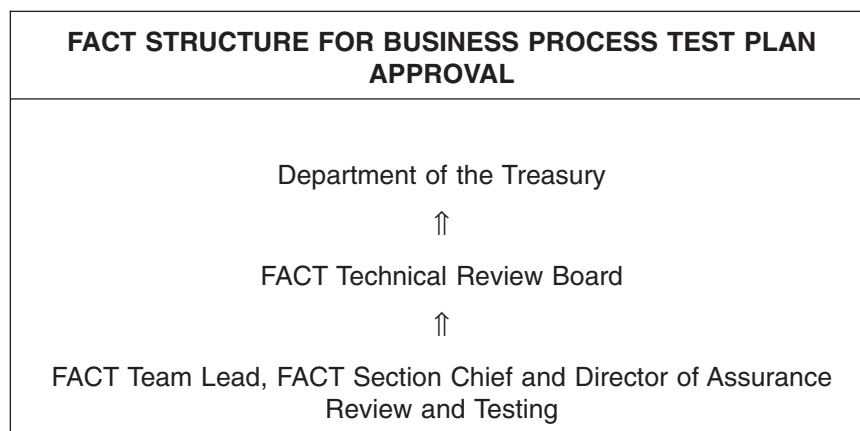 FACT STRUCTURE FOR BUSINESS PROCESS TEST PLAN
APPROVAL
Department of the Treasury
⇑
FACT Technical Review Board
⇑
FACT Team Lead, FACT Section Chief and Director of Assurance
Review and Testing